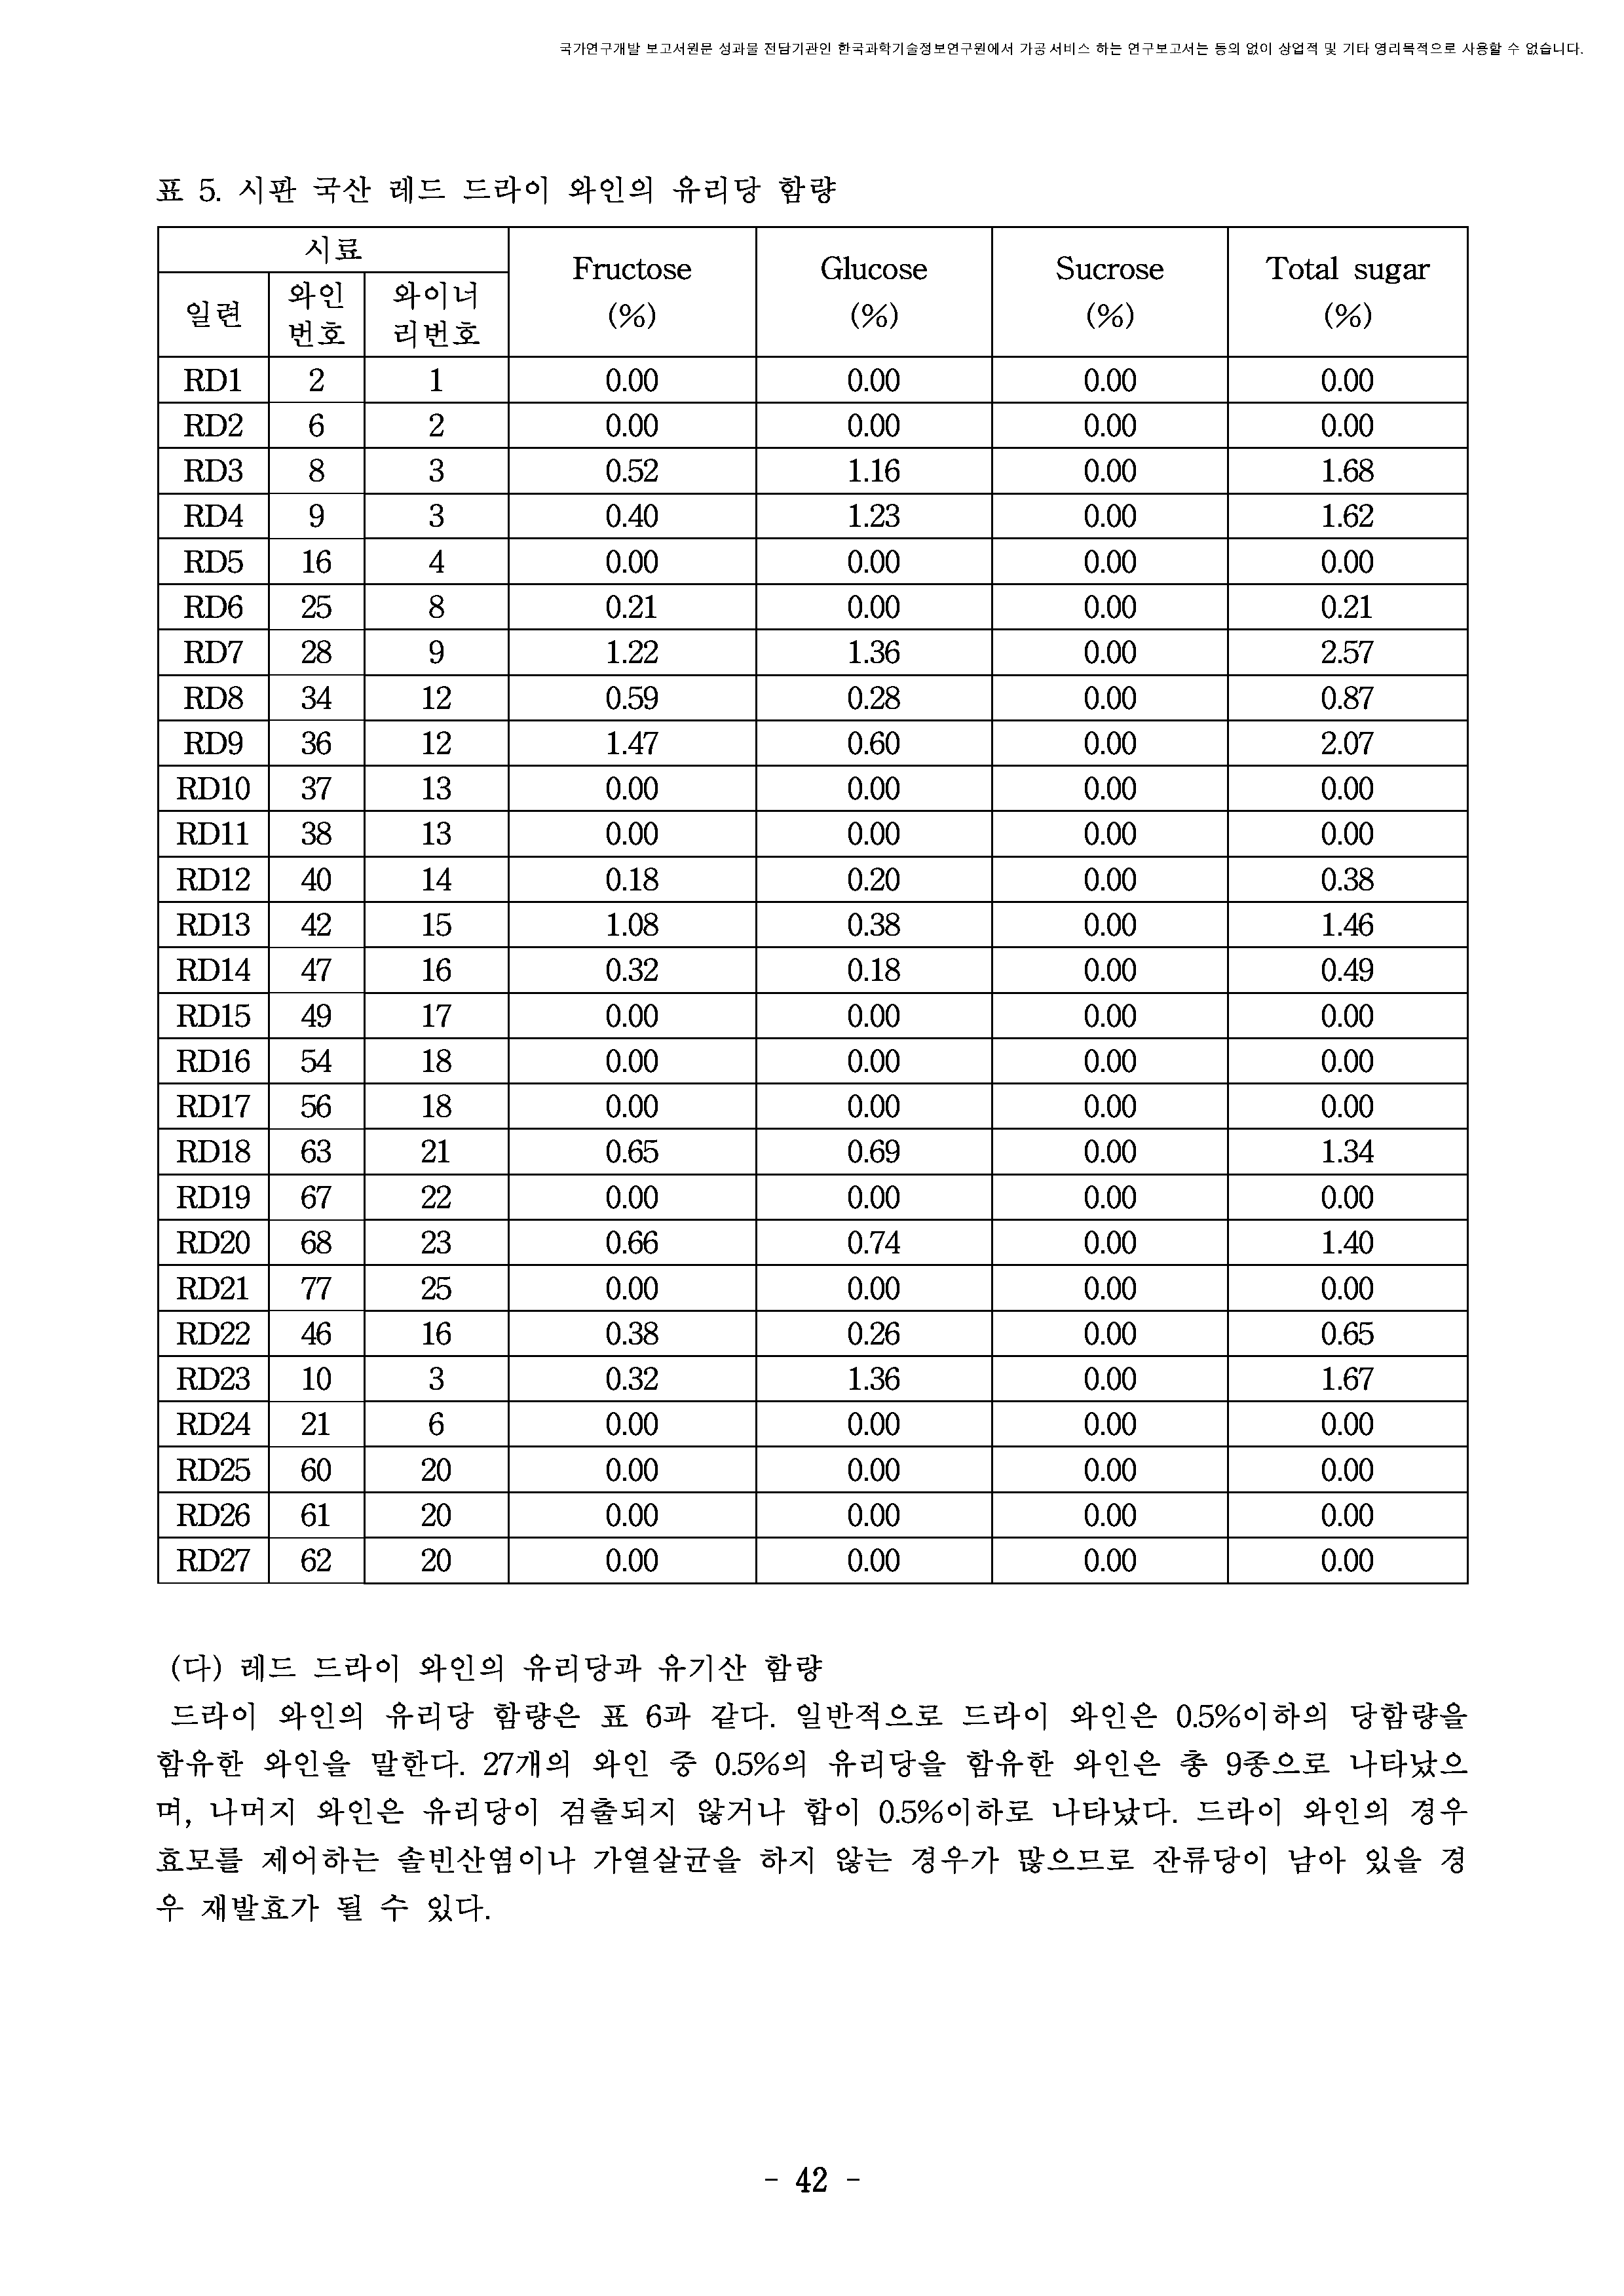 국가연구개발 보고서원문 성과물 전담기관인 한국과학기술정보연구원에서 가공·서비스 하는 연구보고서는 동의 없이 상업적 및 기타 영리목적으로 사용할 수 없습니다.
표 5. 시판 국산 레드 드라이 와인의 유리당 함량
시료 Fructose (%) Glucose (%) Sucrose (%) Total sugar (%)
일련 와인번호 와이너리번호
RD1 2 1 0.00 0.00 0.00 0.00
RD2 6 2 0.00 0.00 0.00 0.00
RD3 8 3 0.52 1.16 0.00 1.68
RD4 9 3 0.40 1.23 0.00 1.62
RD5 16 4 0.00 0.00 0.00 0.00
RD6 25 8 0.21 0.00 0.00 0.21
RD7 28 9 1.22 1.36 0.00 2.57
RD8 34 12 0.59 0.28 0.00 0.87
RD9 36 12 1.47 0.60 0.00 2.07
RD10 37 13 0.00 0.00 0.00 0.00
RD11 38 13 0.00 0.00 0.00 0.00
RD12 40 14 0.18 0.20 0.00 0.38
RD13 42 15 1.08 0.38 0.00 1.46
RD14 47 16 0.32 0.18 0.00 0.49
RD15 49 17 0.00 0.00 0.00 0.00
RD16 54 18 0.00 0.00 0.00 0.00
RD17 56 18 0.00 0.00 0.00 0.00
RD18 63 21 0.65 0.69 0.00 1.34
RD19 67 22 0.00 0.00 0.00 0.00
RD20 68 23 0.66 0.74 0.00 1.40
RD21 77 25 0.00 0.00 0.00 0.00
RD22 46 16 0.38 0.26 0.00 0.65
RD23 10 3 0.32 1.36 0.00 1.67
RD24 21 6 0.00 0.00 0.00 0.00
RD25 60 20 0.00 0.00 0.00 0.00
RD26 61 20 0.00 0.00 0.00 0.00
RD27 62 20 0.00 0.00 0.00 0.00
(다) 레드 드라이 와인의 유리당과 유기산 함량
드라이 와인의 유리당 함량은 표 6과 같다. 일반적으로 드라이 와인은 0.5%이하의 당함량을
함유한 와인을 말한다. 27개의 와인 중 0.5%의 유리당을 함유한 와인은 총 9종으로 나타났으
며, 나머지 와인은 유리당이 검출되지 않거나 합이 0.5%이하로 나타났다. 드라이 와인의 경우
효모를 제어하는 솔빈산염이나 가열살균을 하지 않는 경우가 많으므로 잔류당이 남아 있을 경
우 재발효가 될 수 있다.
- 42 -